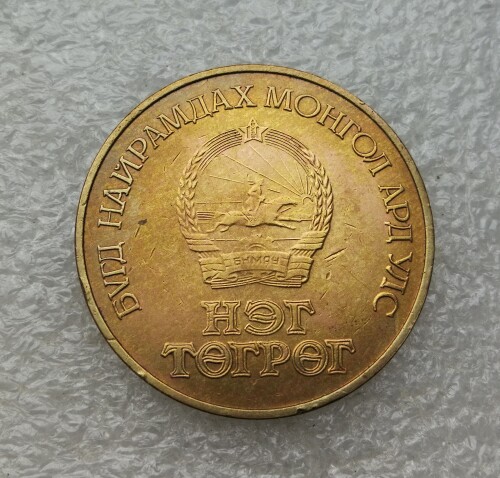 БҮГД НАЙРАМДАХ МОНГОЛ АРД УЛС
БНМАУ
НЭГ
ТӨГРӨГ